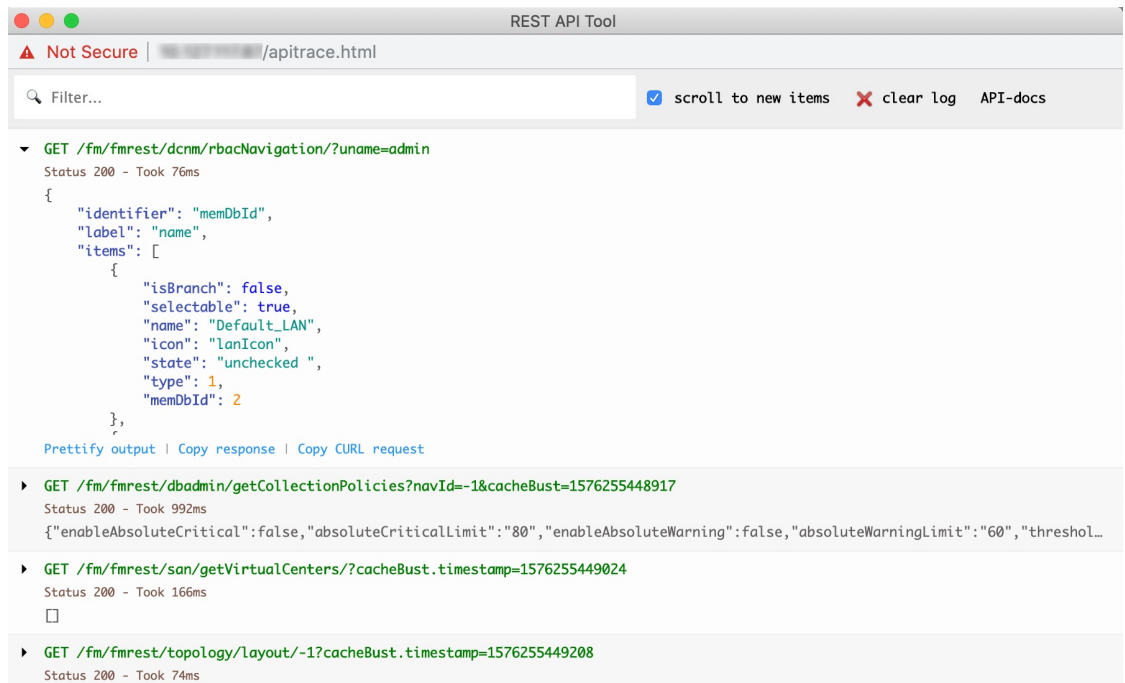 REST API Tool
Not Secure | /apitrace.html
Filter...
scroll to new items
clear log
API-docs
GET /fm/fmrest/dcnm/rbacNavigation/?uname=admin
Status 200 - Took 76ms
{
    "identifier": "memDbId",
    "label": "name",
    "items": [
        {
            "isBranch": false,
            "selectable": true,
            "name": "Default_LAN",
            "icon": "lanIcon",
            "state": "unchecked ",
            "type": 1,
            "memDbId": 2
        },
Prettify output | Copy response | Copy CURL request
GET /fm/fmrest/dbadmin/getCollectionPolicies?navId=-1&cacheBust=1576255448917
Status 200 - Took 992ms
{"enableAbsoluteCritical":false,"absoluteCriticalLimit":"80","enableAbsoluteWarning":false,"absoluteWarningLimit":"60","threshol…
GET /fm/fmrest/san/getVirtualCenters/?cacheBust.timestamp=1576255449024
Status 200 - Took 166ms
[]
GET /fm/fmrest/topology/layout/-1?cacheBust.timestamp=1576255449208
Status 200 - Took 74ms